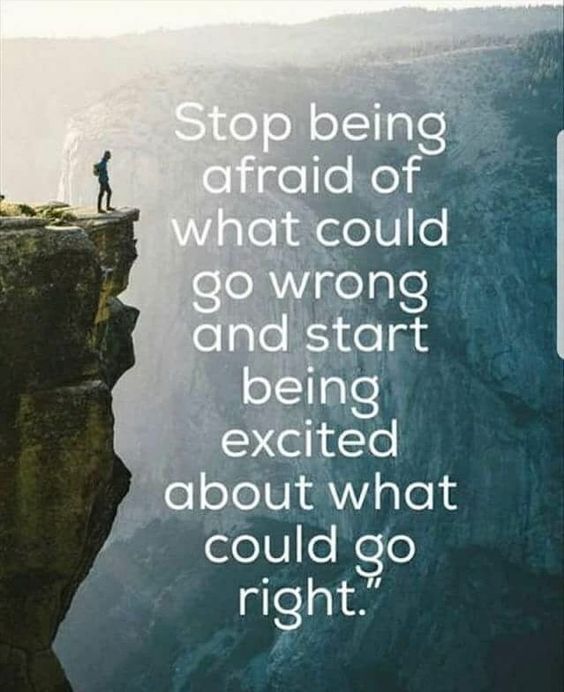 Stop being
afraid of
what could
go wrong
and start
being
excited
about what
could go
right."